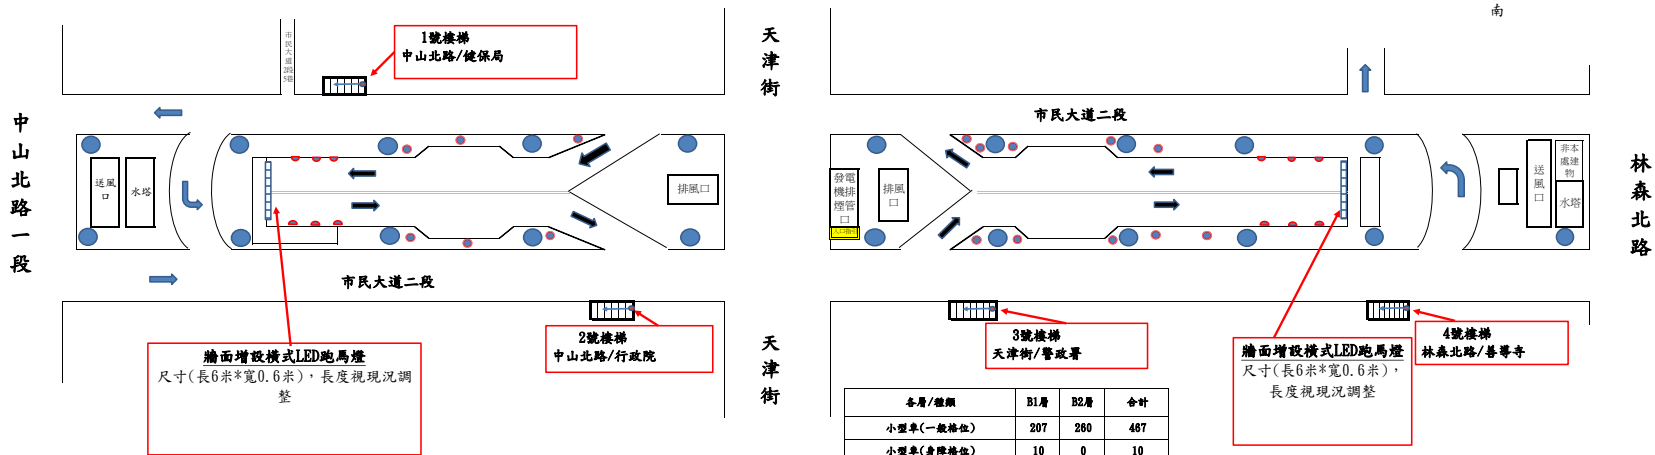 南
1號樓梯
中山北路/健保局
市民大道2段5巷
天津街
中山北路一段
市民大道二段
送風口
水塔
排風口
發電機排煙管口
排風口
送風口
非本處建物
水塔
林森北路
市民大道二段
2號樓梯
中山北路/行政院
3號樓梯
天津街/警政署
4號樓梯
林森北路/善導寺
天津街
牆面增設橫式LED跑馬燈
尺寸(長6米*寬0.6米)，長度視現況調
整
牆面增設橫式LED跑馬燈
尺寸(長6米*寬0.6米)，
長度視現況調整
各層/種類 B1層 B2層 合計
小型車(一般格位) 207 260 467
小型車(身障格位) 10 0 10